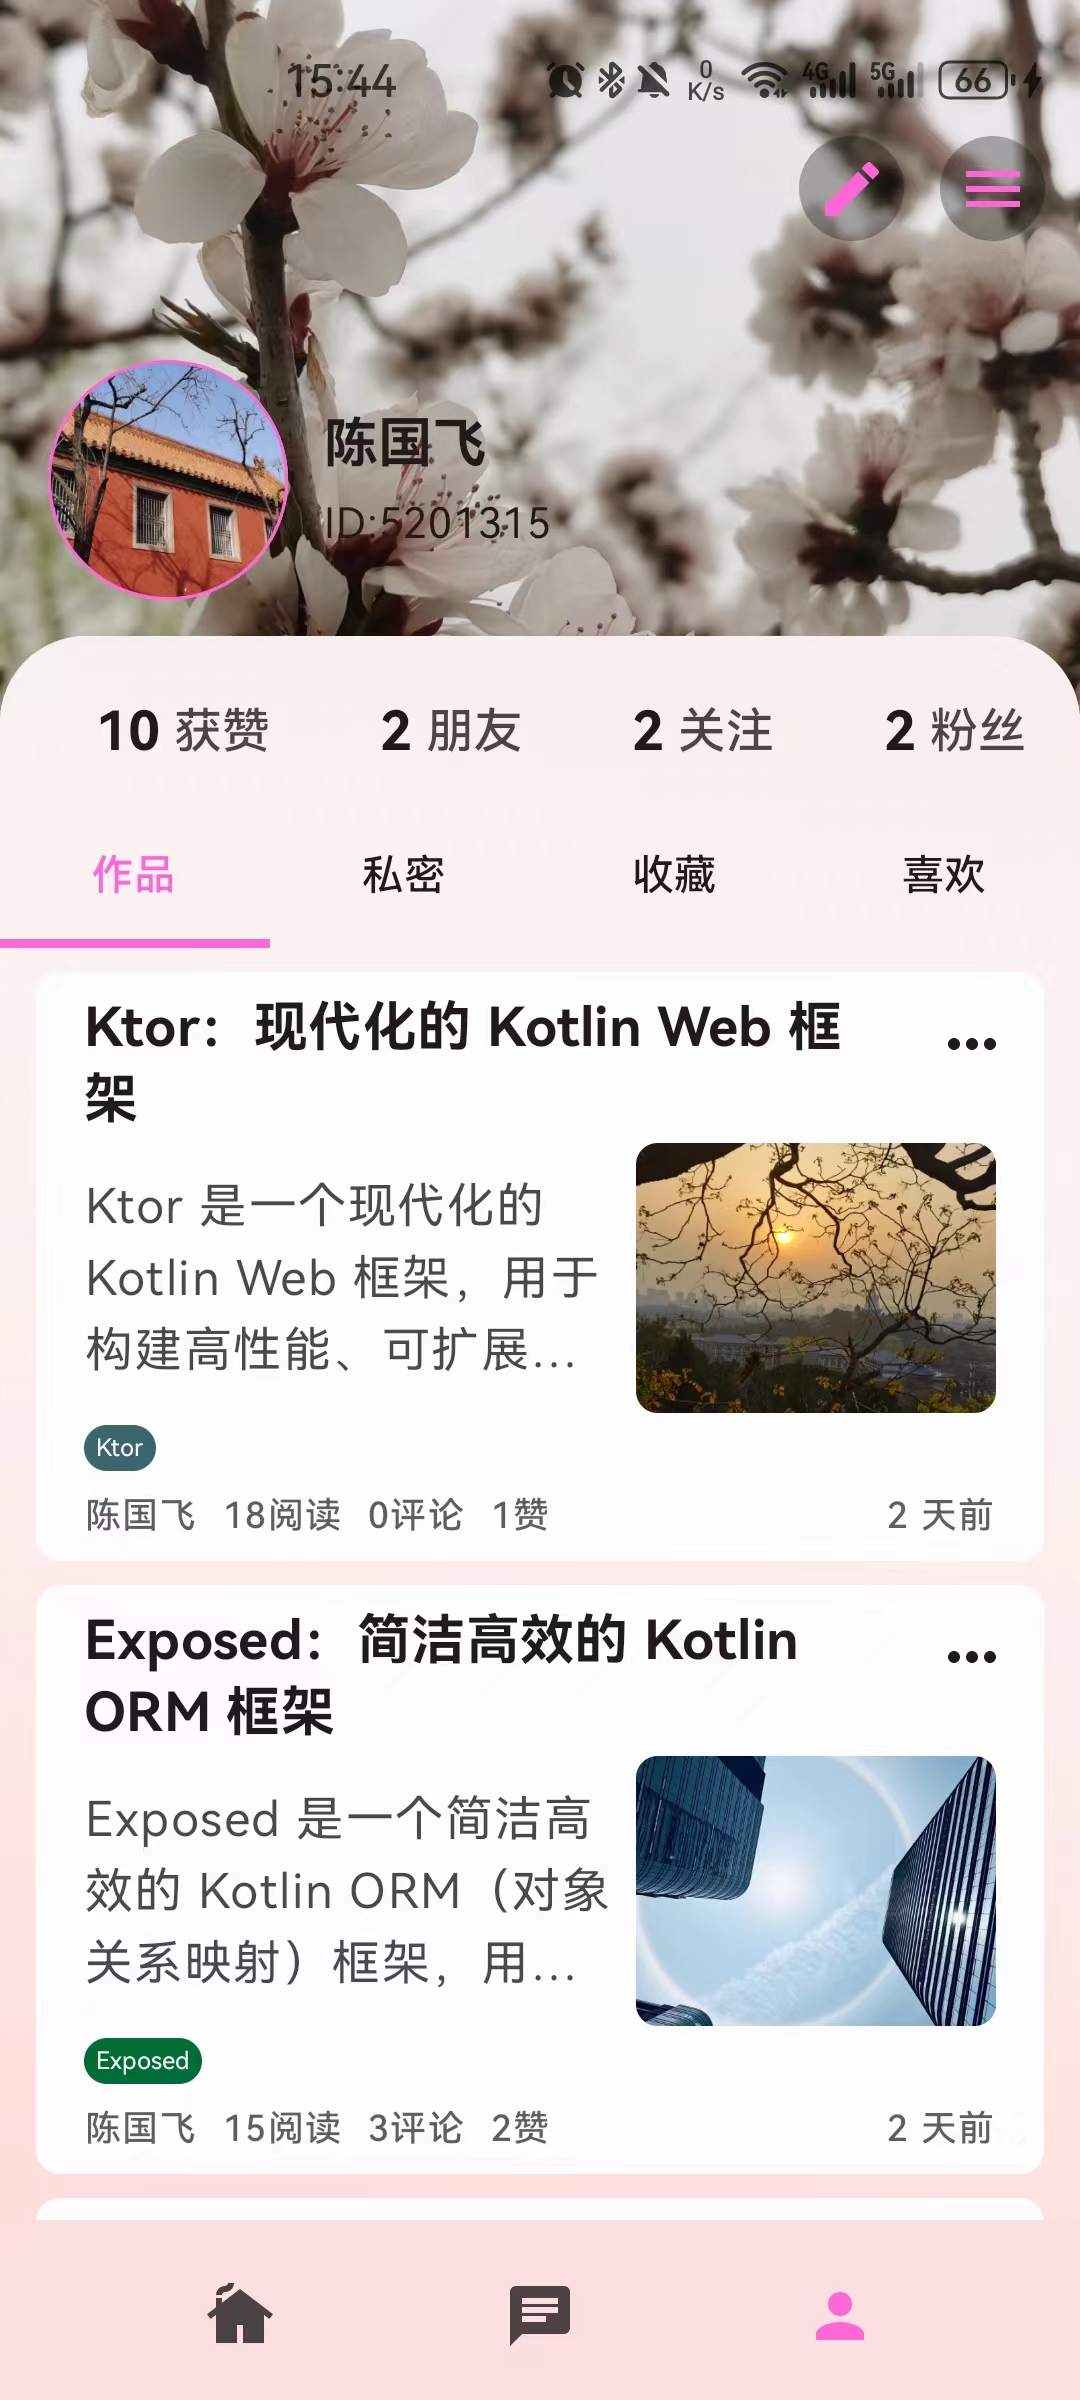 15:44 0 K/s 4G 5G 66
陈国飞
ID:5201315
10 获赞 2 朋友 2 关注 2 粉丝
作品 私密 收藏 喜欢
Ktor：现代化的 Kotlin Web 框
架
Ktor 是一个现代化的
Kotlin Web 框架，用于
构建高性能、可扩展...
Ktor
陈国飞 18阅读 0评论 1赞 2 天前
Exposed：简洁高效的 Kotlin
ORM 框架
Exposed 是一个简洁高
效的 Kotlin ORM（对象
关系映射）框架，用...
Exposed
陈国飞 15阅读 3评论 2赞 2 天前